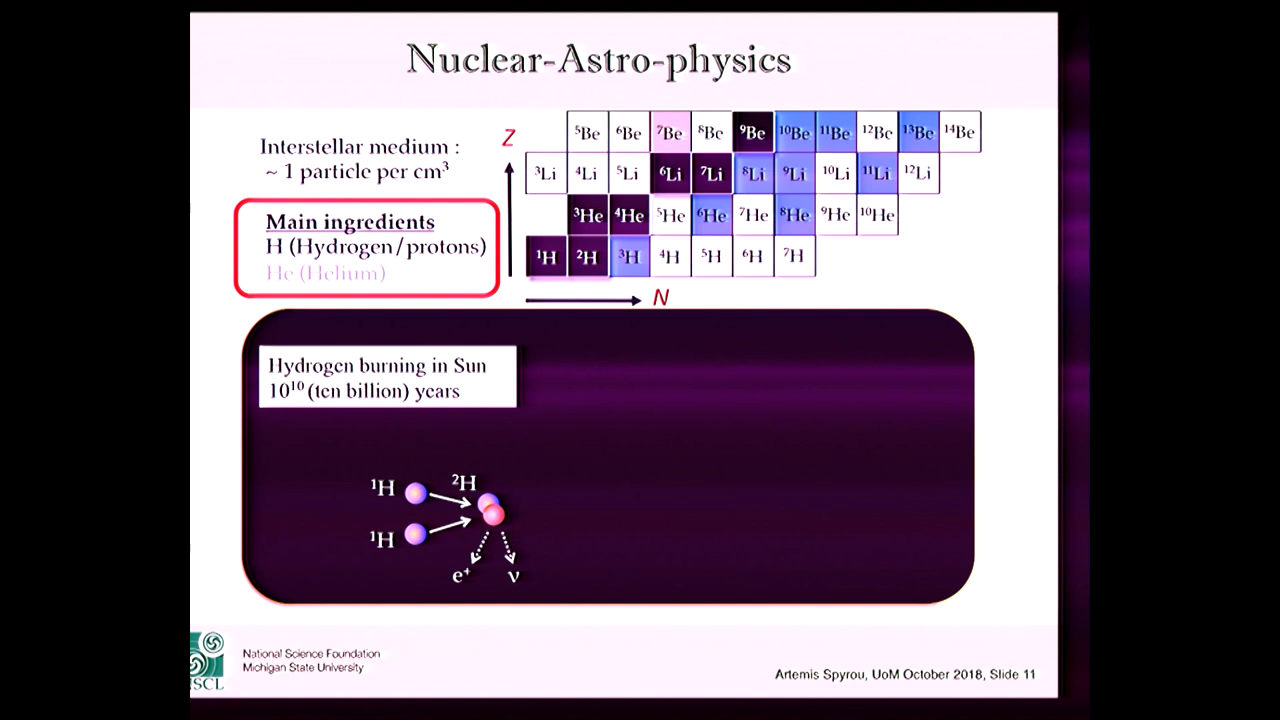 Nuclear-Astro-physics
Interstellar medium :
~ 1 particle per cm³
Main ingredients
H (Hydrogen/protons)
He (Helium)
Z
⁵Be ⁶Be ⁷Be ⁸Be ⁹Be ¹⁰Be ¹¹Be ¹²Be ¹³Be ¹⁴Be
³Li ⁴Li ⁵Li ⁶Li ⁷Li ⁸Li ⁹Li ¹⁰Li ¹¹Li ¹²Li
³He ⁴He ⁵He ⁶He ⁷He ⁸He ⁹He ¹⁰He
¹H ²H ³H ⁴H ⁵H ⁶H ⁷H
N
Hydrogen burning in Sun
10¹⁰ (ten billion) years
¹H ²H
¹H
e⁺ ν
National Science Foundation
Michigan State University
SCL
Artemis Spyrou, UoM October 2018, Slide 11